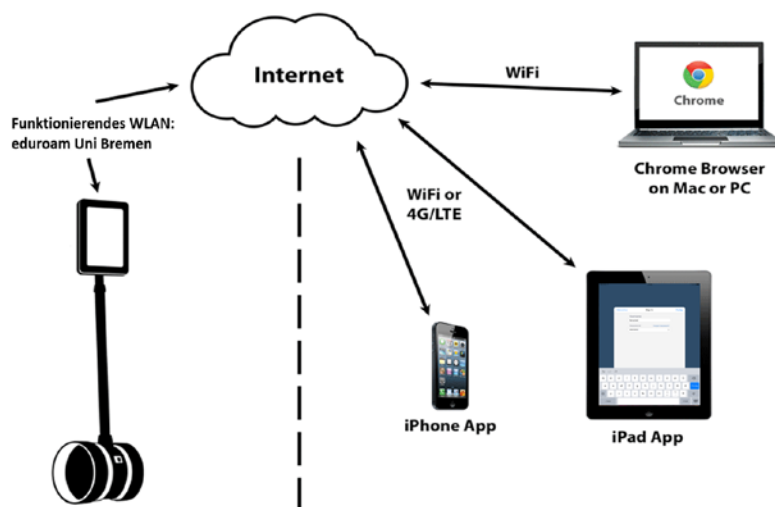 Internet
WiFi
Chrome
Funktionierendes WLAN:
eduroam Uni Bremen
Chrome Browser
on Mac or PC
WiFi or
4G/LTE
iPhone App
iPad App